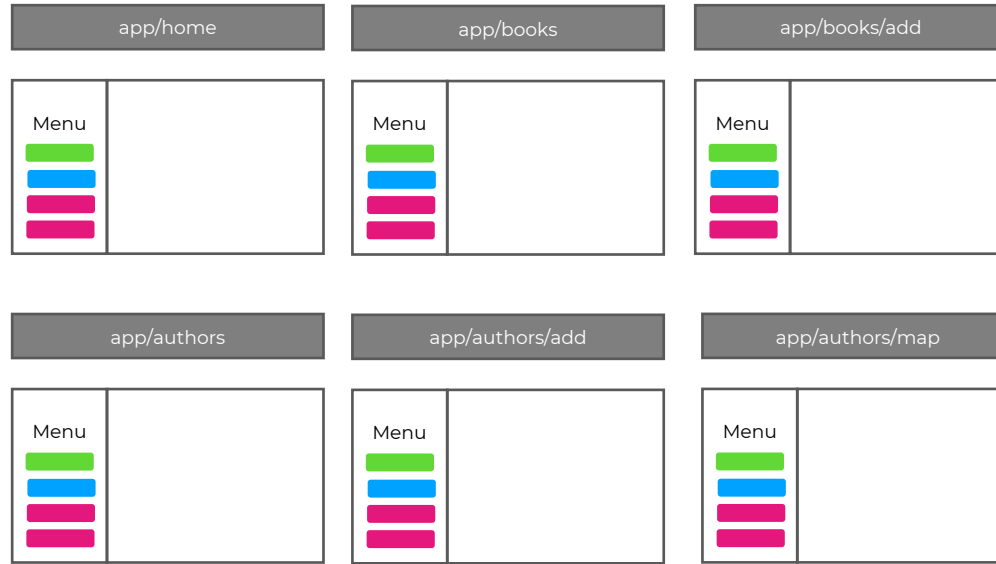 app/home
app/books
app/books/add
Menu
Menu
Menu
app/authors
app/authors/add
app/authors/map
Menu
Menu
Menu